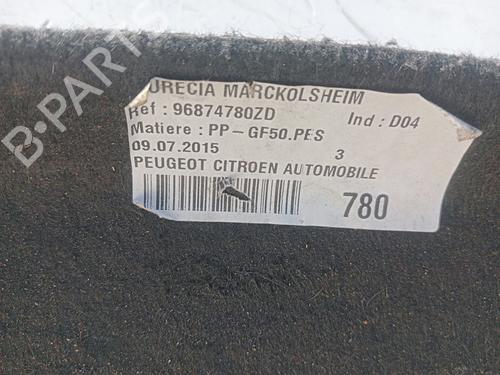 URECIA MARCKOLSHEIM
Ref : 96874780ZD Ind : D04
Matiere : PP-GF50.PES
09.07.2015 3
PEUGEOT CITROEN AUTOMOBILE
780
B-PARTS